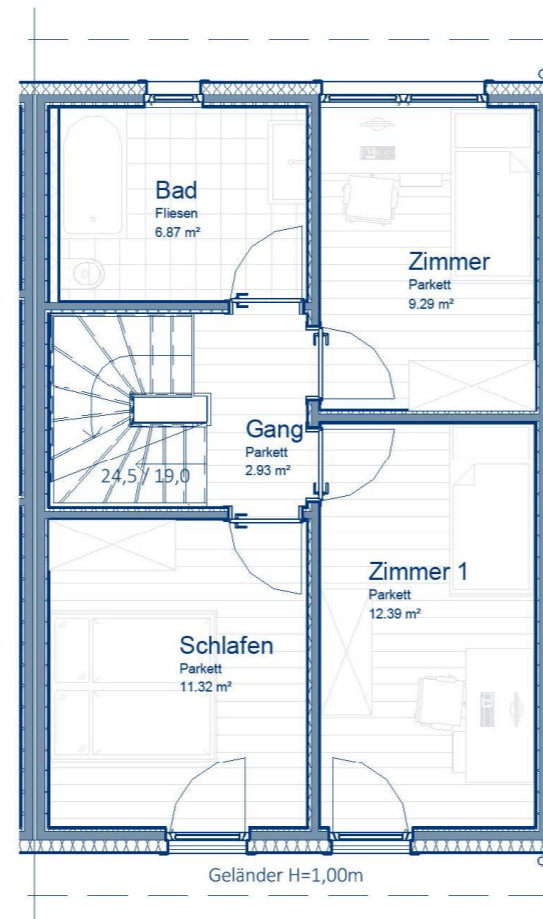 Bad
Fliesen
6.87 m²
Zimmer
Parkett
9.29 m²
Gang
Parkett
2.93 m²
24,5 / 19,0
Zimmer 1
Parkett
12.39 m²
Schlafen
Parkett
11.32 m²
Geländer H=1,00m